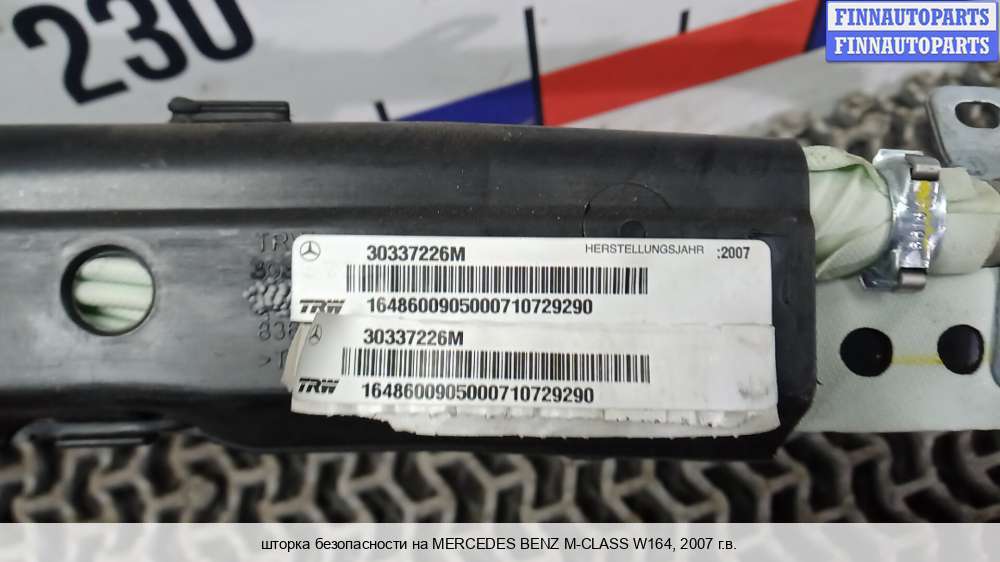 230
FINNAUTOPARTS
FINNAUTOPARTS
30337226M
HERSTELLUNGSJAHR :2007
TRW
1648600905000710729290
30337226M
TRW
1648600905000710729290
шторка безопасности на MERCEDES BENZ M-CLASS W164, 2007 г.в.